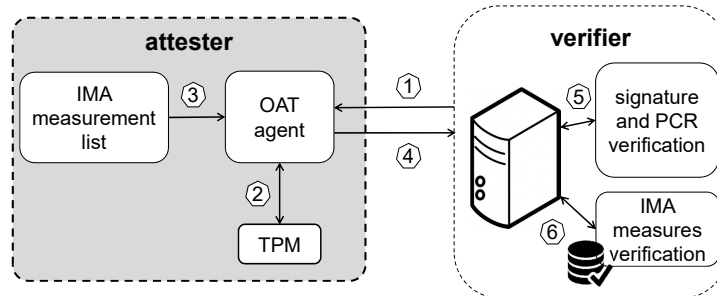 attester
verifier
IMA
measurement
list
3
OAT
agent
1
4
2
TPM
5
signature
and PCR
verification
6
IMA
measures
verification